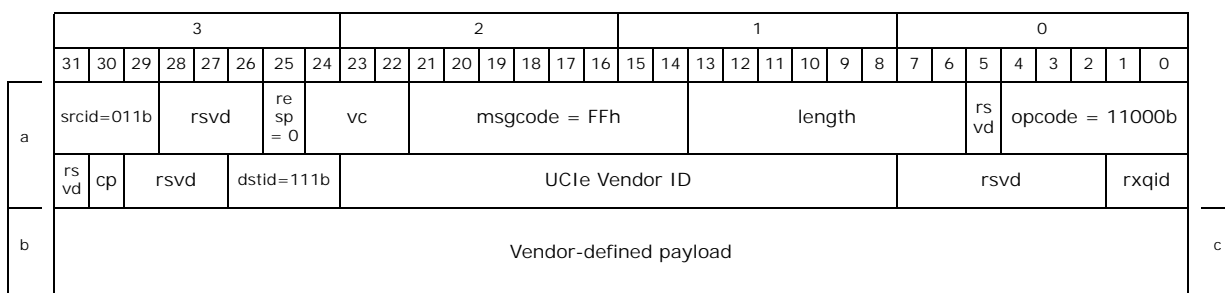 3 2 1 0
31 30 29 28 27 26 25 24 23 22 21 20 19 18 17 16 15 14 13 12 11 10 9 8 7 6 5 4 3 2 1 0
a
srcid=011b rsvd re
sp
= 0 vc msgcode = FFh length rs
vd opcode = 11000b
rs
vd cp rsvd dstid=111b UCIe Vendor ID rsvd rxqid
b Vendor-defined payload c